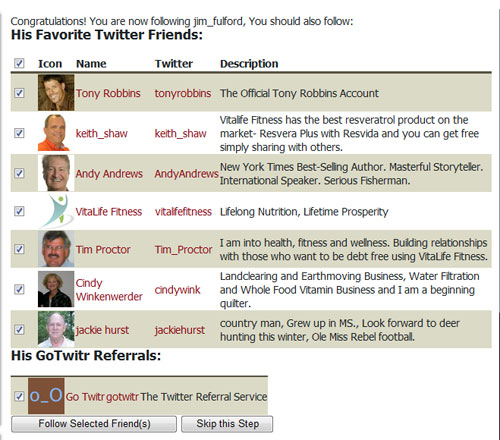 Congratulations! You are now following jim_fulford, You should also follow:
His Favorite Twitter Friends:
Icon Name Twitter Description
Tony Robbins tonyrobbins The Official Tony Robbins Account
keith_shaw keith_shaw Vitalife Fitness has the best resveratrol product on the
market- Resvera Plus with Resvida and you can get free
simply sharing with others.
Andy Andrews AndyAndrews New York Times Best-Selling Author. Masterful Storyteller.
International Speaker. Serious Fisherman.
VitaLife Fitness vitalifefitness Lifelong Nutrition, Lifetime Prosperity
Tim Proctor Tim_Proctor I am into health, fitness and wellness. Building relationships
with those who want to be debt free using VitaLife Fitness.
Cindy
Winkenwerder cindywink Landclearing and Earthmoving Business, Water Filtration
and Whole Food Vitamin Business and I am a beginning
quilter.
jackie hurst jackiehurst country man, Grew up in MS., Look forward to deer
hunting this winter, Ole Miss Rebel football.
His GoTwitr Referrals:
o_O Go Twitr gotwitr The Twitter Referral Service
Follow Selected Friend(s) Skip this Step